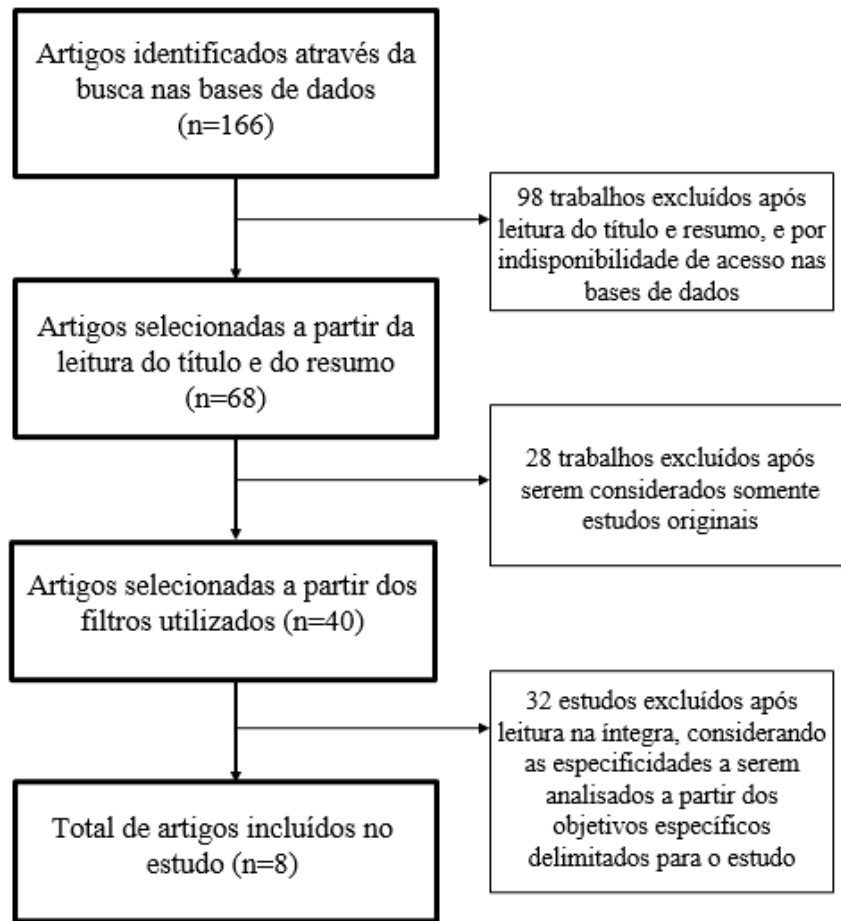 Artigos identificados através da
busca nas bases de dados
(n=166)
98 trabalhos excluídos após
leitura do título e resumo, e por
indisponibilidade de acesso nas
bases de dados
Artigos selecionadas a partir da
leitura do título e do resumo
(n=68)
28 trabalhos excluídos após
serem considerados somente
estudos originais
Artigos selecionadas a partir dos
filtros utilizados (n=40)
32 estudos excluídos após
leitura na íntegra, considerando
as especificidades a serem
analisados a partir dos
objetivos específicos
delimitados para o estudo
Total de artigos incluídos no
estudo (n=8)